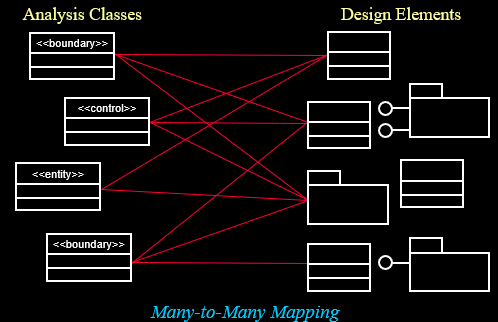 Analysis Classes
Design Elements
<<boundary>>
<<control>>
<<entity>>
<<boundary>>
Many-to-Many Mapping